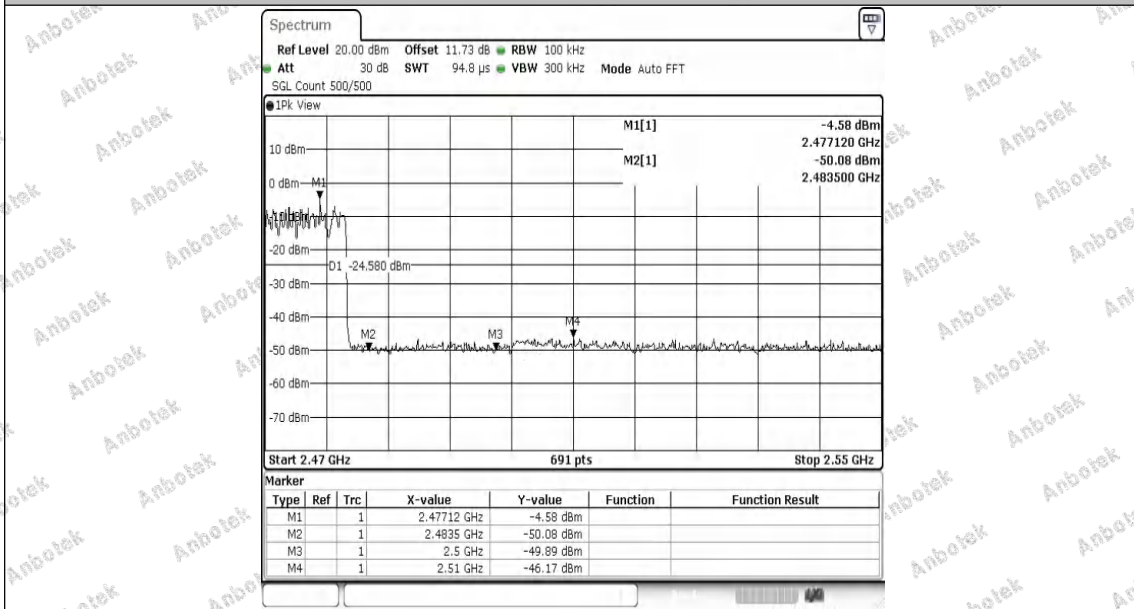 Spectrum
Ref Level 20.00 dBm Offset 11.73 dB RBW 100 kHz
Att 30 dB SWT 94.8 µs VBW 300 kHz Mode Auto FFT
SGL Count 500/500
1Pk View
M1[1] -4.58 dBm
2.477120 GHz
M2[1] -50.08 dBm
2.483500 GHz
10 dBm
0 dBm
M1
-10 dBm
-20 dBm
D1 -24.580 dBm
-30 dBm
-40 dBm
M2
M3
M4
-50 dBm
-60 dBm
-70 dBm
Start 2.47 GHz 691 pts Stop 2.55 GHz
Marker
Type Ref Trc X-value Y-value Function Function Result
M1 1 2.47712 GHz -4.58 dBm
M2 1 2.4835 GHz -50.08 dBm
M3 1 2.5 GHz -49.89 dBm
M4 1 2.51 GHz -46.17 dBm
Anbotek